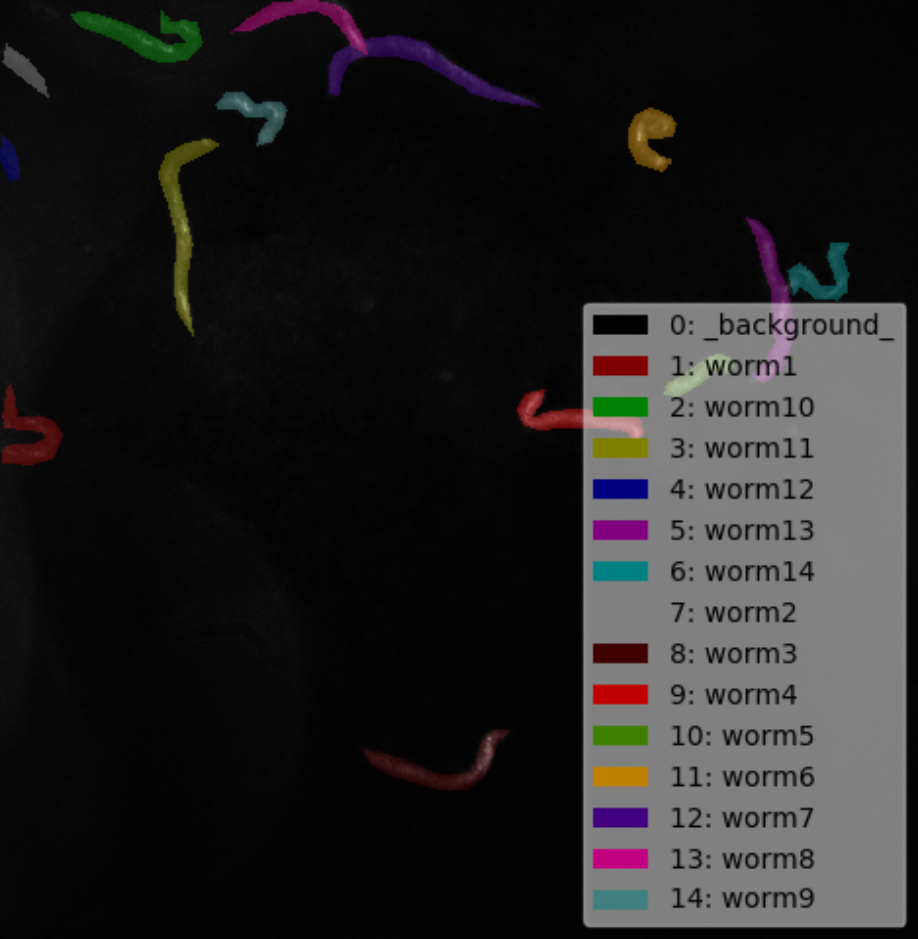 0: _background_
1: worm1
2: worm10
3: worm11
4: worm12
5: worm13
6: worm14
7: worm2
8: worm3
9: worm4
10: worm5
11: worm6
12: worm7
13: worm8
14: worm9